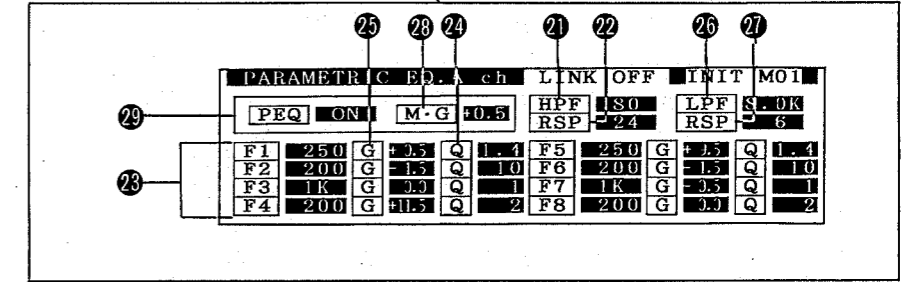 25 28 24 21 22 26 27
PARAMETRIC EQ.A ch LINK OFF INIT M01
29 PEQ ON M·G +0.5 HPF ISO LPF 8.0K
RSP 24 RSP 6
23
F1 250 G +0.5 Q 1.4 F5 250 G +0.5 Q 1.4
F2 200 G -1.5 Q 10 F6 200 G -1.5 Q 10
F3 1K G 0.0 Q 1 F7 1K G -0.5 Q 1
F4 200 G +11.5 Q 2 F8 200 G 0.0 Q 2